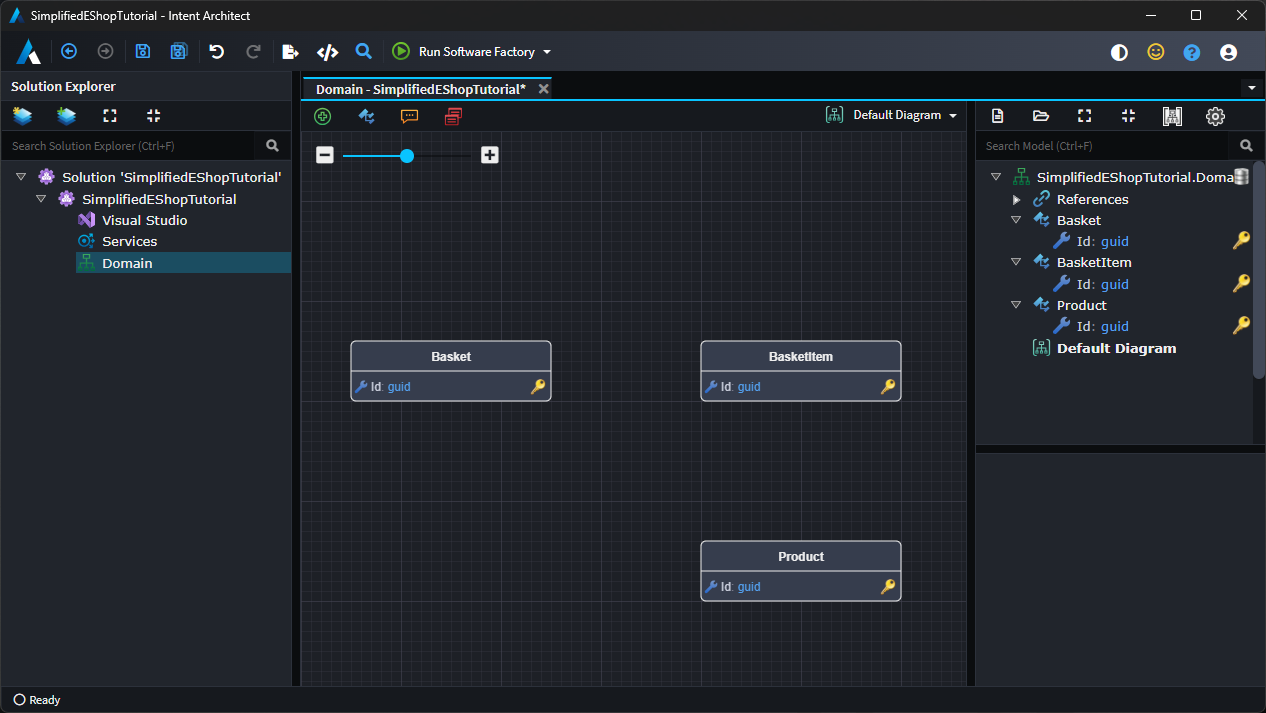 SimplifiedEShopTutorial - Intent Architect
Run Software Factory
Solution Explorer
Search Solution Explorer (Ctrl+F)
Solution 'SimplifiedEShopTutorial'
SimplifiedEShopTutorial
Visual Studio
Services
Domain
Domain - SimplifiedEShopTutorial*
Default Diagram
Basket
Id: guid
BasketItem
Id: guid
Product
Id: guid
Search Model (Ctrl+F)
SimplifiedEShopTutorial.Doma
References
Basket
Id: guid
BasketItem
Id: guid
Product
Id: guid
Default Diagram
Ready